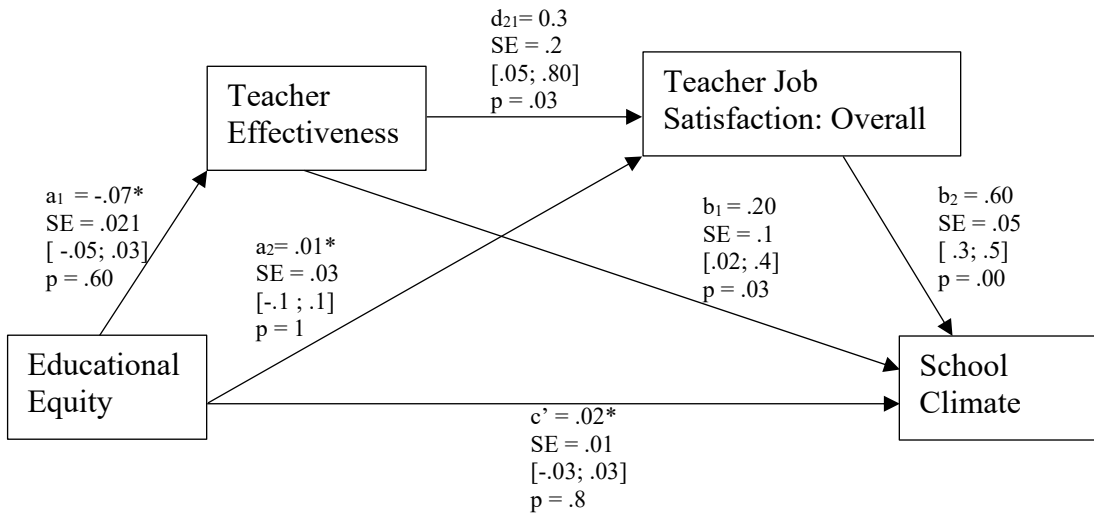 d21= 0.3
SE = .2
[.05; .80]
p = .03
Teacher
Effectiveness
Teacher Job
Satisfaction: Overall
a1 = -.07*
SE = .021
[ -.05; .03]
p = .60
a2= .01*
SE = .03
[-.1 ; .1]
p = 1
b1 = .20
SE = .1
[.02; .4]
p = .03
b2 = .60
SE = .05
[ .3; .5]
p = .00
Educational
Equity
School
Climate
c’ = .02*
SE = .01
[-.03; .03]
p = .8